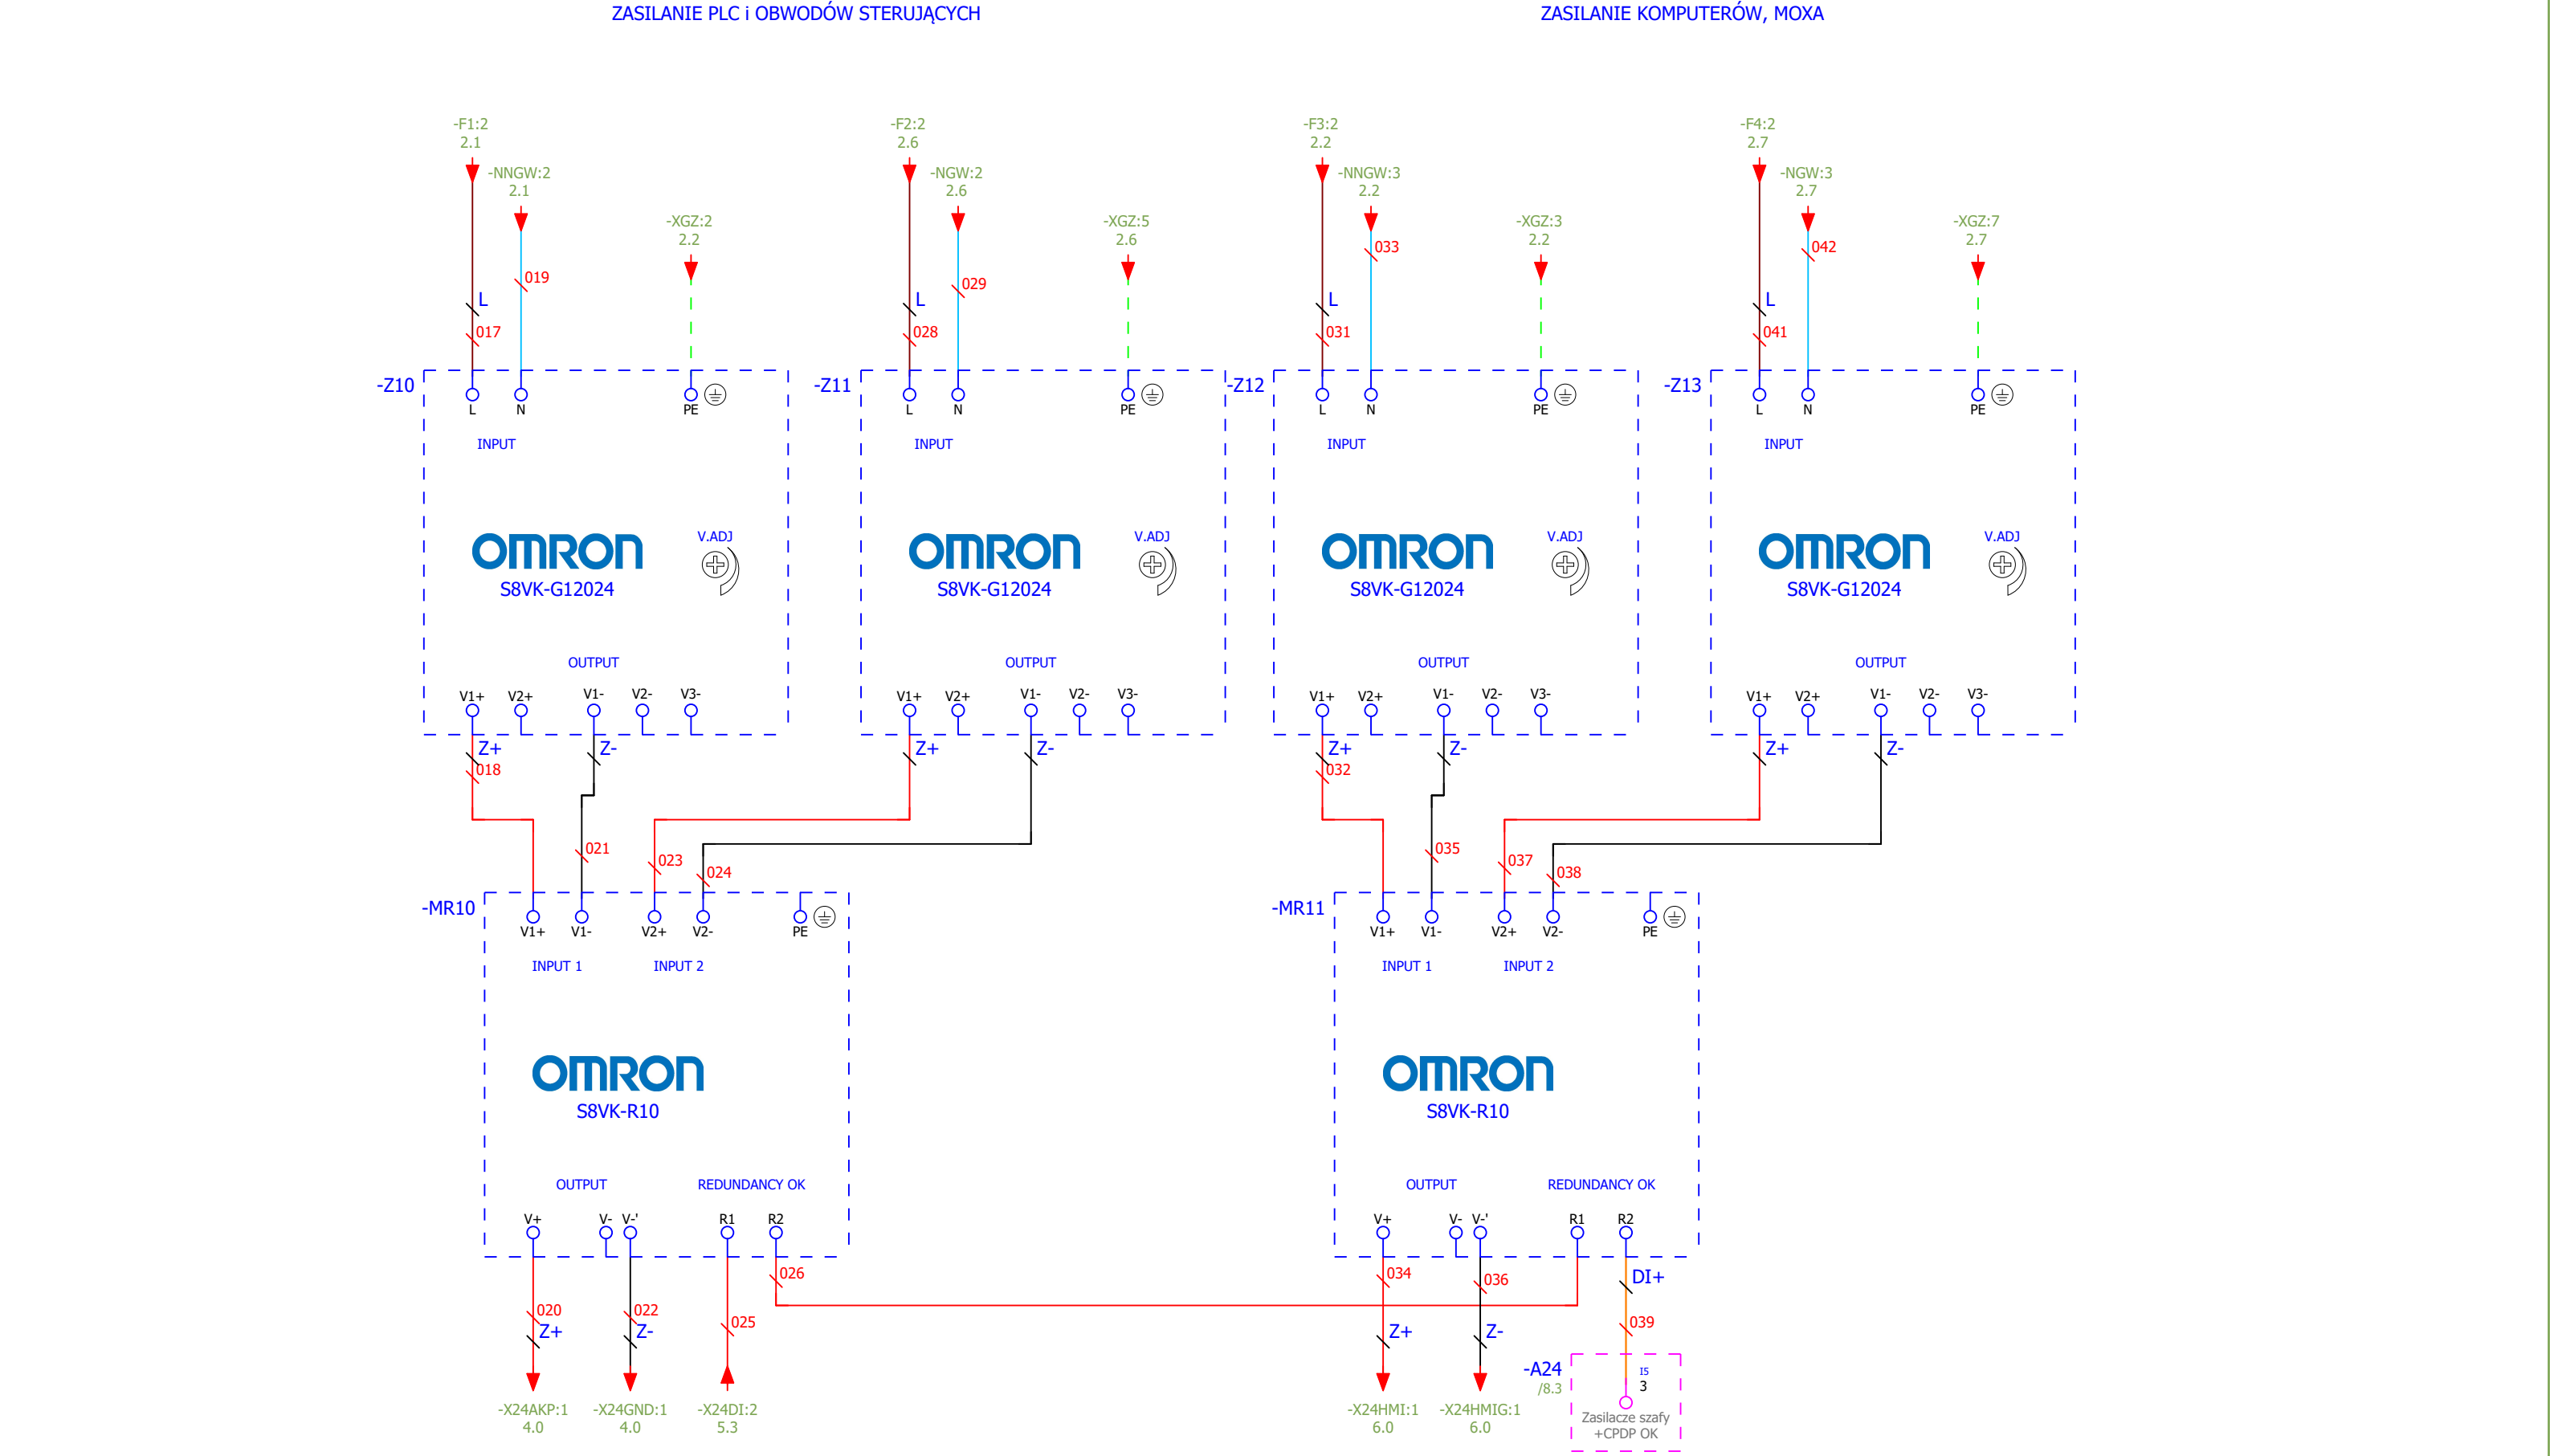 ZASILANIE PLC i OBWODÓW STERUJĄCYCH
ZASILANIE KOMPUTERÓW, MOXA
-F1:2
2.1
-NNGW:2
2.1
-XGZ:2
2.2
-F2:2
2.6
-NGW:2
2.6
-XGZ:5
2.6
-F3:2
2.2
-NNGW:3
2.2
-XGZ:3
2.2
-F4:2
2.7
-NGW:3
2.7
-XGZ:7
2.7
019
L
017
029
L
028
033
L
031
042
L
041
-Z10
L N PE
INPUT
OMRON
S8VK-G12024
V.ADJ
OUTPUT
V1+ V2+ V1- V2- V3-
-Z11
L N PE
INPUT
OMRON
S8VK-G12024
V.ADJ
OUTPUT
V1+ V2+ V1- V2- V3-
-Z12
L N PE
INPUT
OMRON
S8VK-G12024
V.ADJ
OUTPUT
V1+ V2+ V1- V2- V3-
-Z13
L N PE
INPUT
OMRON
S8VK-G12024
V.ADJ
OUTPUT
V1+ V2+ V1- V2- V3-
Z+ Z- Z+ Z- Z+ Z- Z+ Z-
018
032
021
023
024
035
037
038
-MR10
V1+ V1- V2+ V2- PE
INPUT 1
INPUT 2
OMRON
S8VK-R10
OUTPUT
REDUNDANCY OK
V+ V- V-' R1 R2
-MR11
V1+ V1- V2+ V2- PE
INPUT 1
INPUT 2
OMRON
S8VK-R10
OUTPUT
REDUNDANCY OK
V+ V- V-' R1 R2
026
020
Z+
022
Z-
025
034
Z+
036
Z-
DI+
039
-X24AKP:1
4.0
-X24GND:1
4.0
-X24DI:2
5.3
-X24HMI:1
6.0
-X24HMIG:1
6.0
-A24
/8.3
I5
3
Zasilacze szafy
+CPDP OK